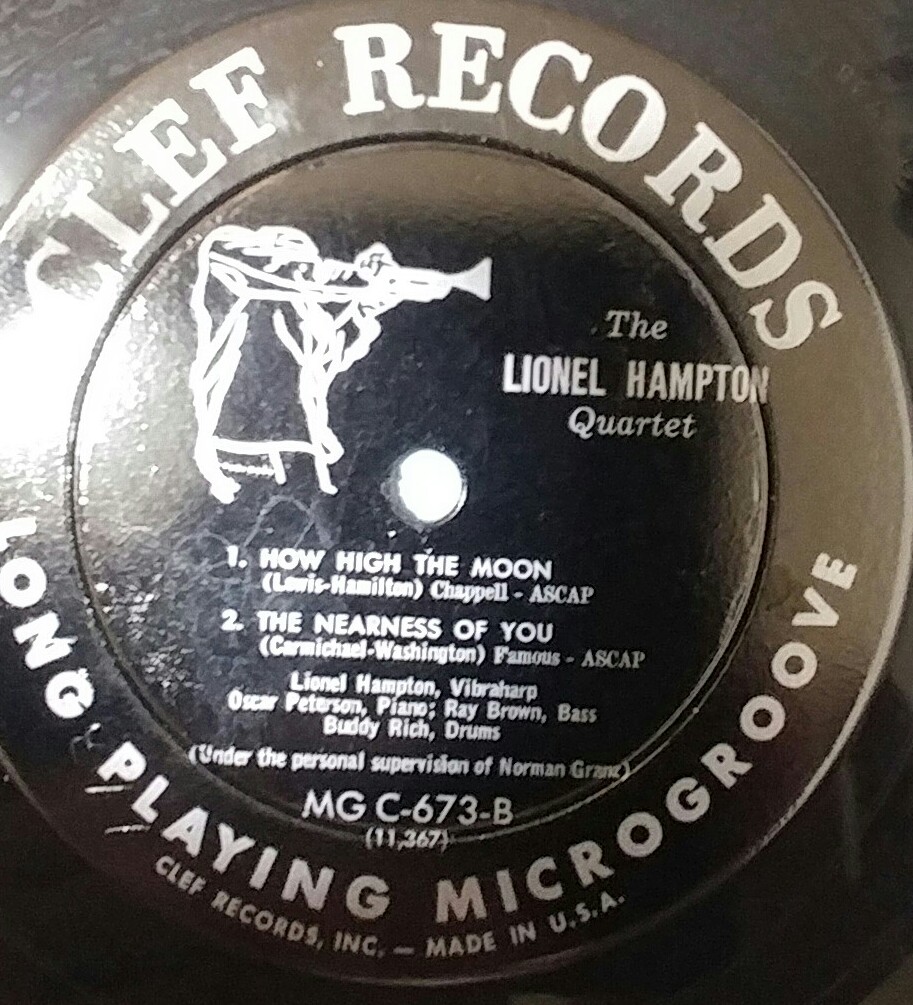 CLEF RECORDS
The
LIONEL HAMPTON
Quartet
1. HOW HIGH THE MOON
(Lewis-Hamilton) Chappell - ASCAP
2. THE NEARNESS OF YOU
(Carmichael-Washington) Famous - ASCAP
Lionel Hampton, Vibraharp
Oscar Peterson, Piano; Ray Brown, Bass
Buddy Rich, Drums
(Under the personal supervision of Norman Granz)
MG C-673-B
(11,367)
LONG PLAYING MICROGROOVE
CLEF RECORDS, INC. — MADE IN U.S.A.